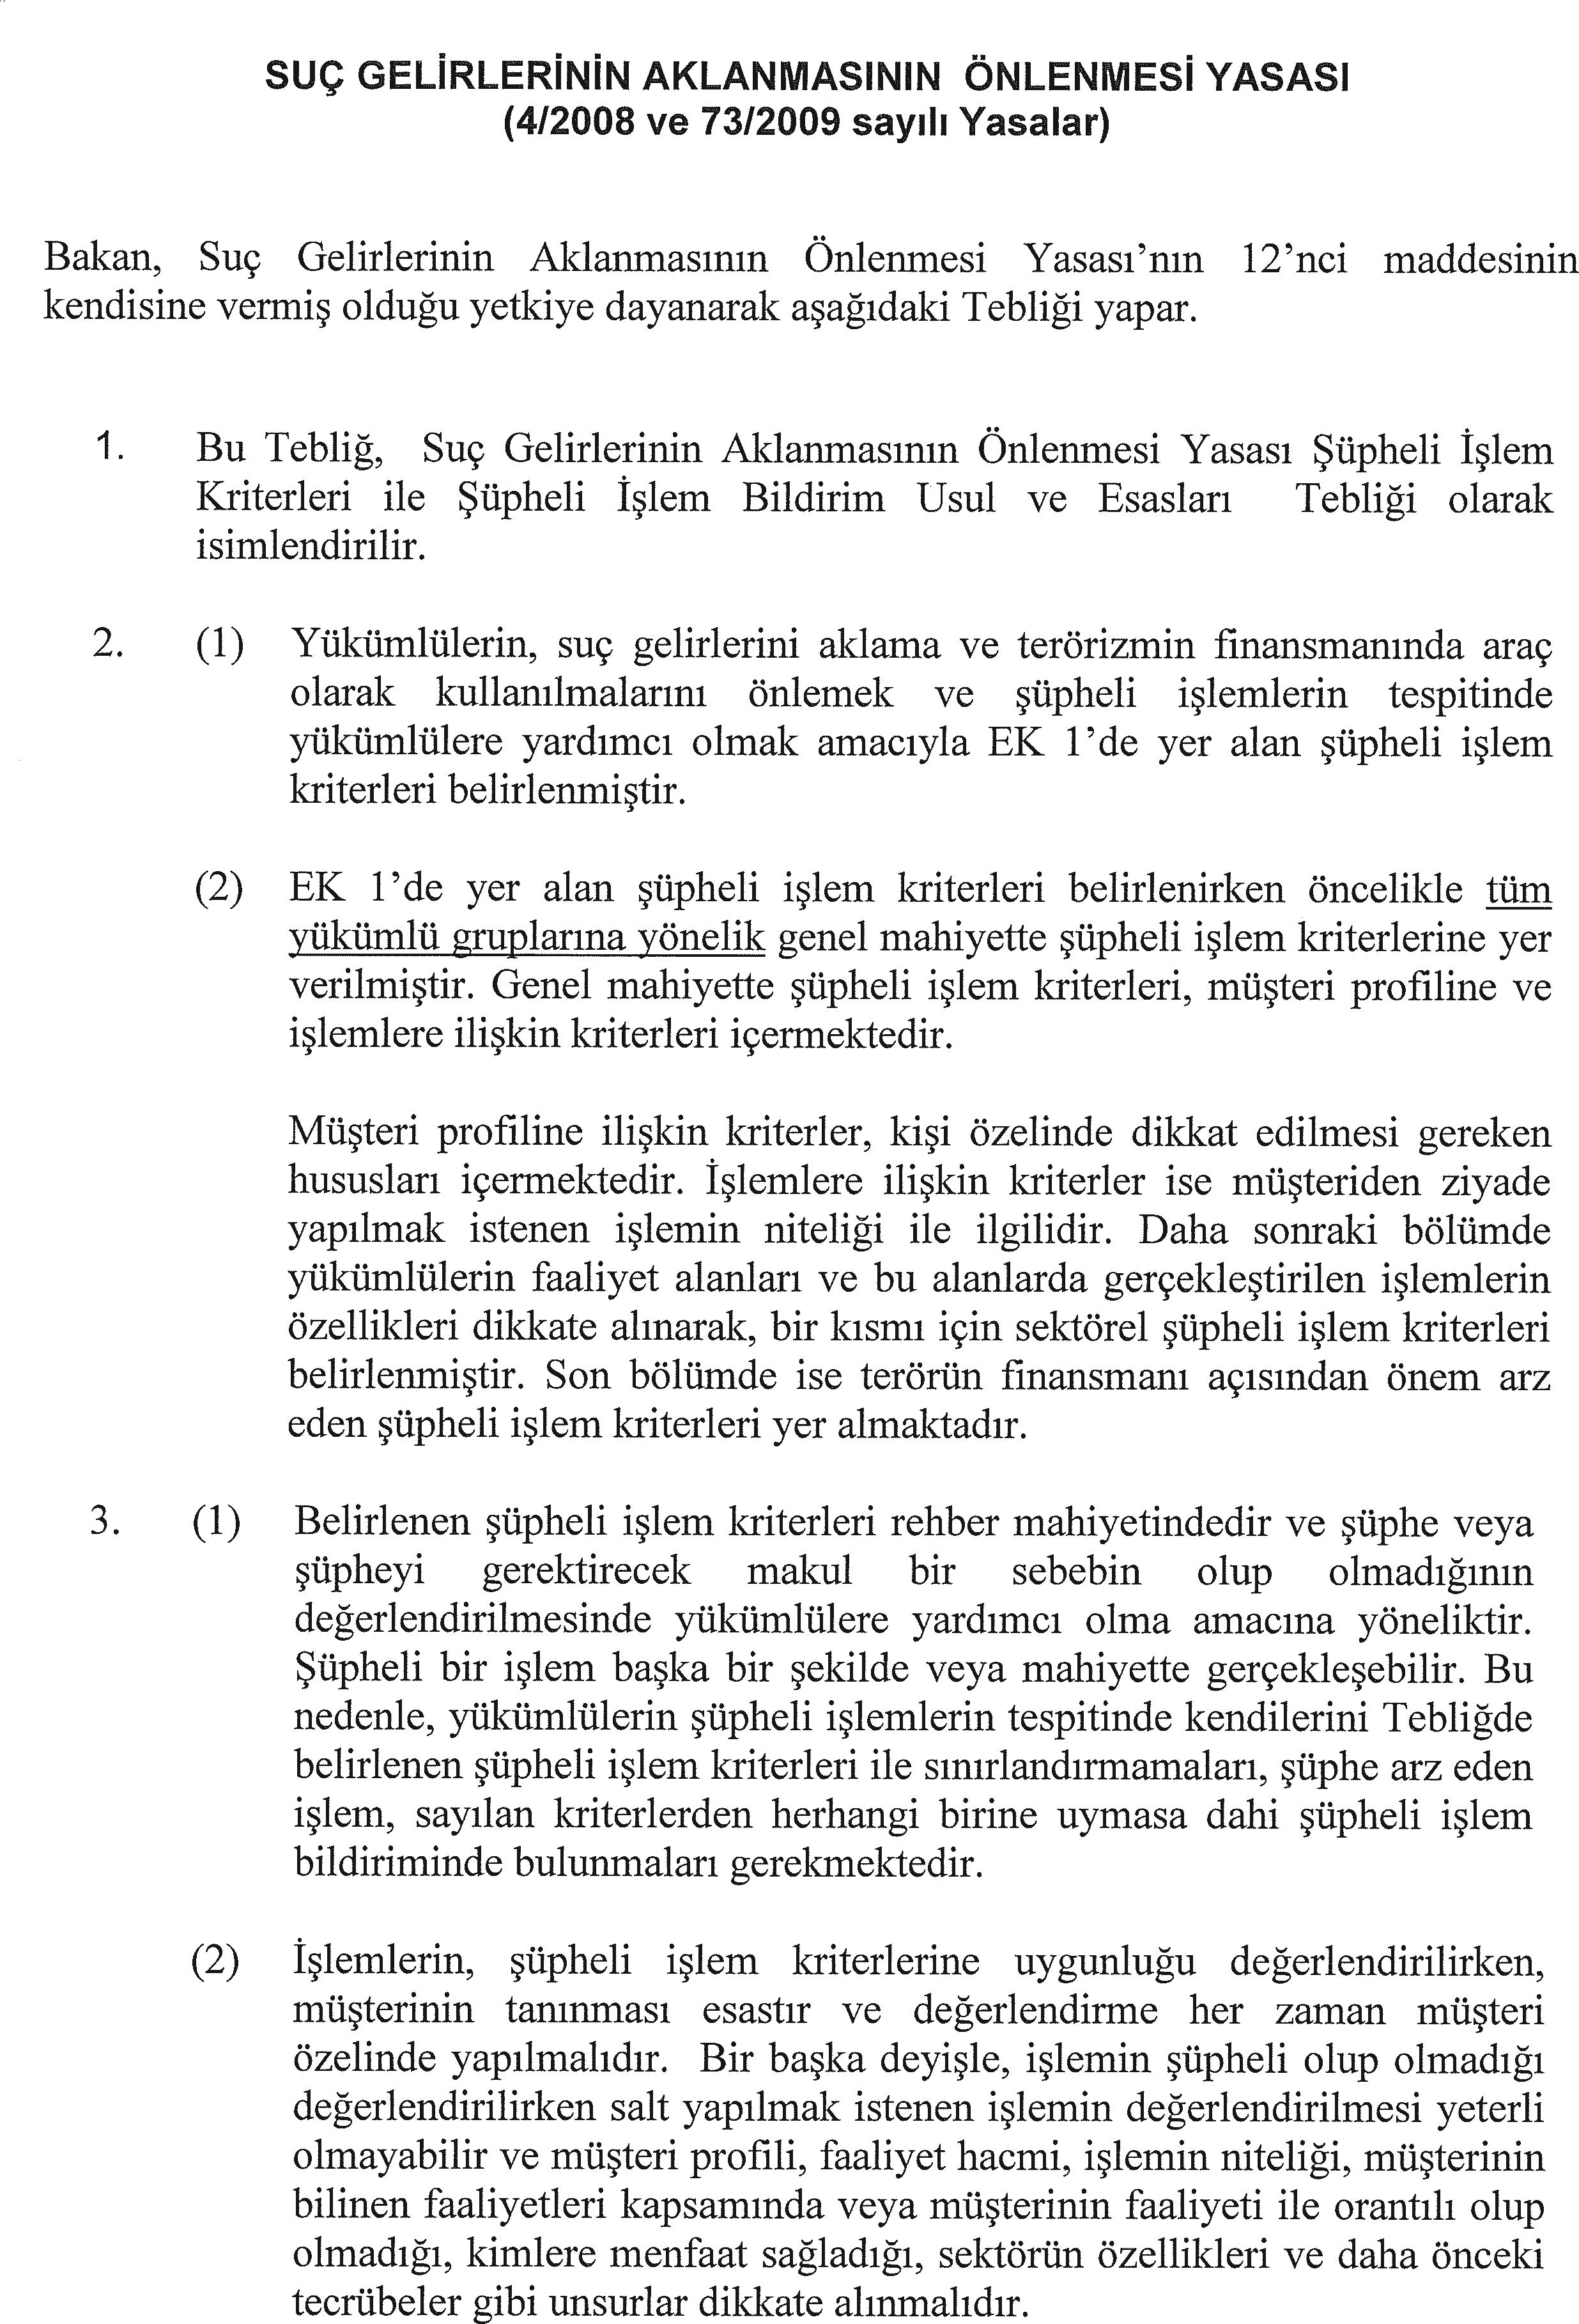 SUÇ GELİRLERİNİN AKLANMASININ ÖNLENMESİ YASASI
(4/2008 ve 73/2009 sayılı Yasalar)
Bakan, Suç Gelirlerinin Aklanmasının Önlenmesi Yasası’nın 12’nci maddesinin
kendisine vermiş olduğu yetkiye dayanarak aşağıdaki Tebliği yapar.
1. Bu Tebliğ, Suç Gelirlerinin Aklanmasının Önlenmesi Yasası Şüpheli İşlem
Kriterleri ile Şüpheli İşlem Bildirim Usul ve Esasları Tebliği olarak
isimlendirilir.
2. (1) Yükümlülerin, suç gelirlerini aklama ve terörizmin finansmanında araç
olarak kullanılmalarını önlemek ve şüpheli işlemlerin tespitinde
yükümlülere yardımcı olmak amacıyla EK 1’de yer alan şüpheli işlem
kriterleri belirlenmiştir.
(2) EK 1’de yer alan şüpheli işlem kriterleri belirlenirken öncelikle tüm
yükümlü gruplarına yönelik genel mahiyette şüpheli işlem kriterlerine yer
verilmiştir. Genel mahiyette şüpheli işlem kriterleri, müşteri profiline ve
işlemlere ilişkin kriterleri içermektedir.
Müşteri profiline ilişkin kriterler, kişi özelinde dikkat edilmesi gereken
hususları içermektedir. İşlemlere ilişkin kriterler ise müşteriden ziyade
yapılmak istenen işlemin niteliği ile ilgilidir. Daha sonraki bölümde
yükümlülerin faaliyet alanları ve bu alanlarda gerçekleştirilen işlemlerin
özellikleri dikkate alınarak, bir kısmı için sektörel şüpheli işlem kriterleri
belirlenmiştir. Son bölümde ise terörün finansmanı açısından önem arz
eden şüpheli işlem kriterleri yer almaktadır.
3. (1) Belirlenen şüpheli işlem kriterleri rehber mahiyetindedir ve şüphe veya
şüpheyi gerektirecek makul bir sebebin olup olmadığının
değerlendirilmesinde yükümlülere yardımcı olma amacına yöneliktir.
Şüpheli bir işlem başka bir şekilde veya mahiyette gerçekleşebilir. Bu
nedenle, yükümlülerin şüpheli işlemlerin tespitinde kendilerini Tebliğde
belirlenen şüpheli işlem kriterleri ile sınırlandırmamaları, şüphe arz eden
işlem, sayılan kriterlerden herhangi birine uymasa dahi şüpheli işlem
bildiriminde bulunmaları gerekmektedir.
(2) İşlemlerin, şüpheli işlem kriterlerine uygunluğu değerlendirilirken,
müşterinin tanınması esastır ve değerlendirme her zaman müşteri
özelinde yapılmalıdır. Bir başka deyişle, işlemin şüpheli olup olmadığı
değerlendirilirken salt yapılmak istenen işlemin değerlendirilmesi yeterli
olmayabilir ve müşteri profili, faaliyet hacmi, işlemin niteliği, müşterinin
bilinen faaliyetleri kapsamında veya müşterinin faaliyeti ile orantılı olup
olmadığı, kimlere menfaat sağladığı, sektörün özellikleri ve daha önceki
tecrübeler gibi unsurlar dikkate alınmalıdır.